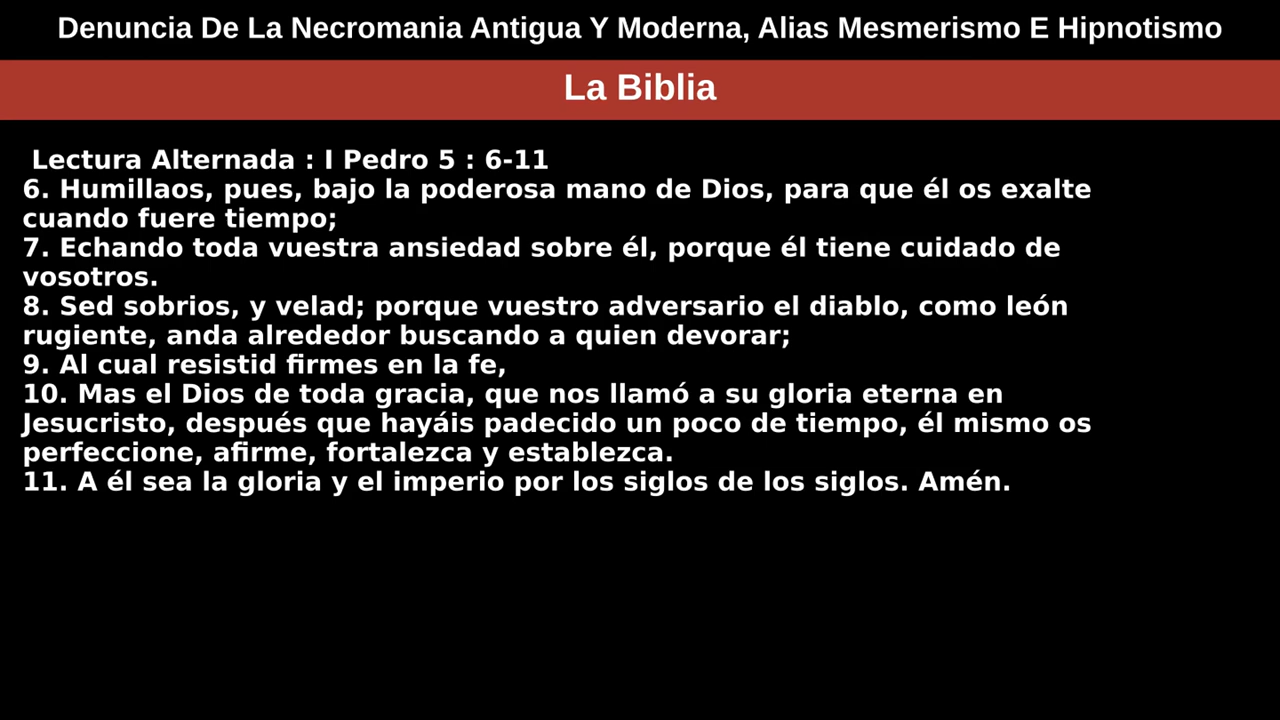 Denuncia De La Necromania Antigua Y Moderna, Alias Mesmerismo E Hipnotismo
La Biblia
Lectura Alternada : I Pedro 5 : 6-11
6. Humillaos, pues, bajo la poderosa mano de Dios, para que él os exalte
cuando fuere tiempo;
7. Echando toda vuestra ansiedad sobre él, porque él tiene cuidado de
vosotros.
8. Sed sobrios, y velad; porque vuestro adversario el diablo, como león
rugiente, anda alrededor buscando a quien devorar;
9. Al cual resistid firmes en la fe,
10. Mas el Dios de toda gracia, que nos llamó a su gloria eterna en
Jesucristo, después que hayáis padecido un poco de tiempo, él mismo os
perfeccione, afirme, fortalezca y establezca.
11. A él sea la gloria y el imperio por los siglos de los siglos. Amén.